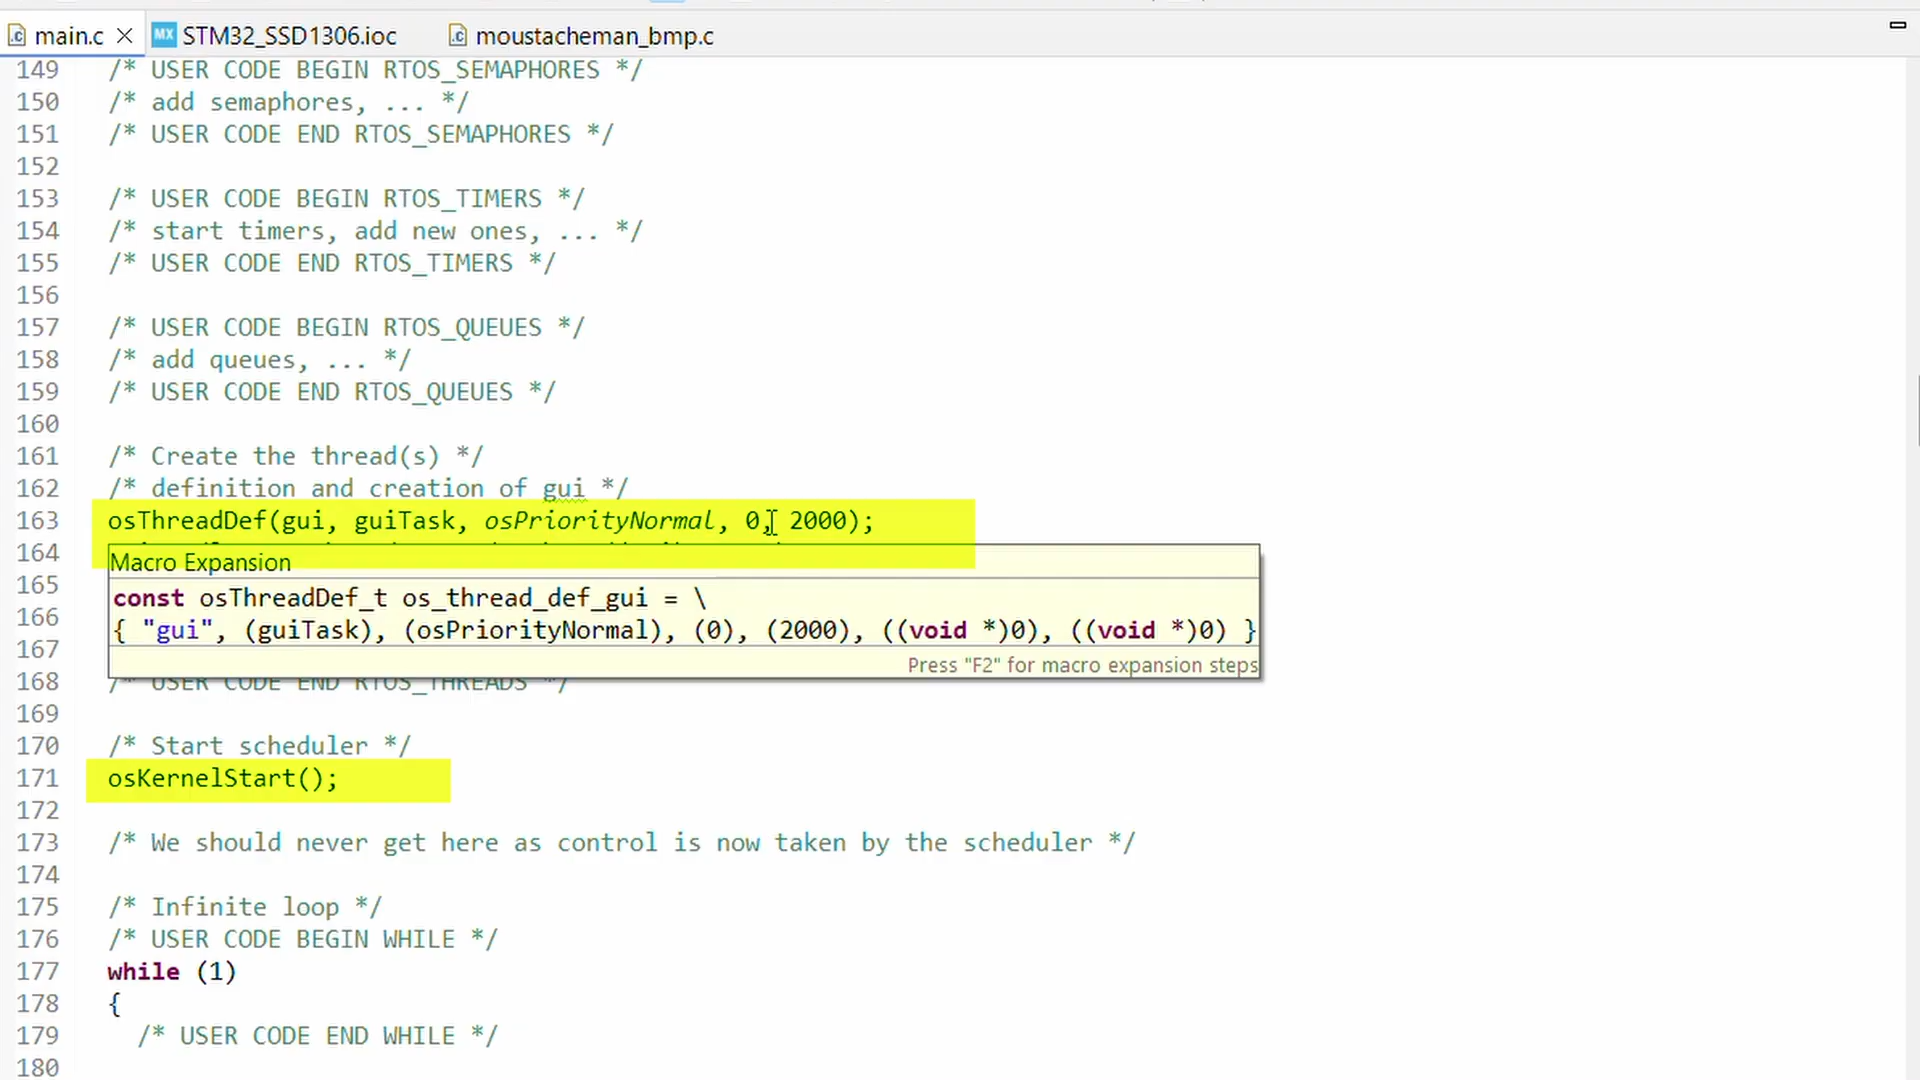 main.c
STM32_SSD1306.ioc
moustacheman_bmp.c
149 /* USER CODE BEGIN RTOS_SEMAPHORES */
150 /* add semaphores, ... */
151 /* USER CODE END RTOS_SEMAPHORES */
152
153 /* USER CODE BEGIN RTOS_TIMERS */
154 /* start timers, add new ones, ... */
155 /* USER CODE END RTOS_TIMERS */
156
157 /* USER CODE BEGIN RTOS_QUEUES */
158 /* add queues, ... */
159 /* USER CODE END RTOS_QUEUES */
160
161 /* Create the thread(s) */
162 /* definition and creation of gui */
163 osThreadDef(gui, guiTask, osPriorityNormal, 0, 2000);
164
Macro Expansion
165
const osThreadDef_t os_thread_def_gui = \
166
{ "gui", (guiTask), (osPriorityNormal), (0), (2000), ((void *)0), ((void *)0) }
167
Press "F2" for macro expansion steps
168 /* USER CODE END RTOS_THREADS */
169
170 /* Start scheduler */
171 osKernelStart();
172
173 /* We should never get here as control is now taken by the scheduler */
174
175 /* Infinite loop */
176 /* USER CODE BEGIN WHILE */
177 while (1)
178 {
179 /* USER CODE END WHILE */
180